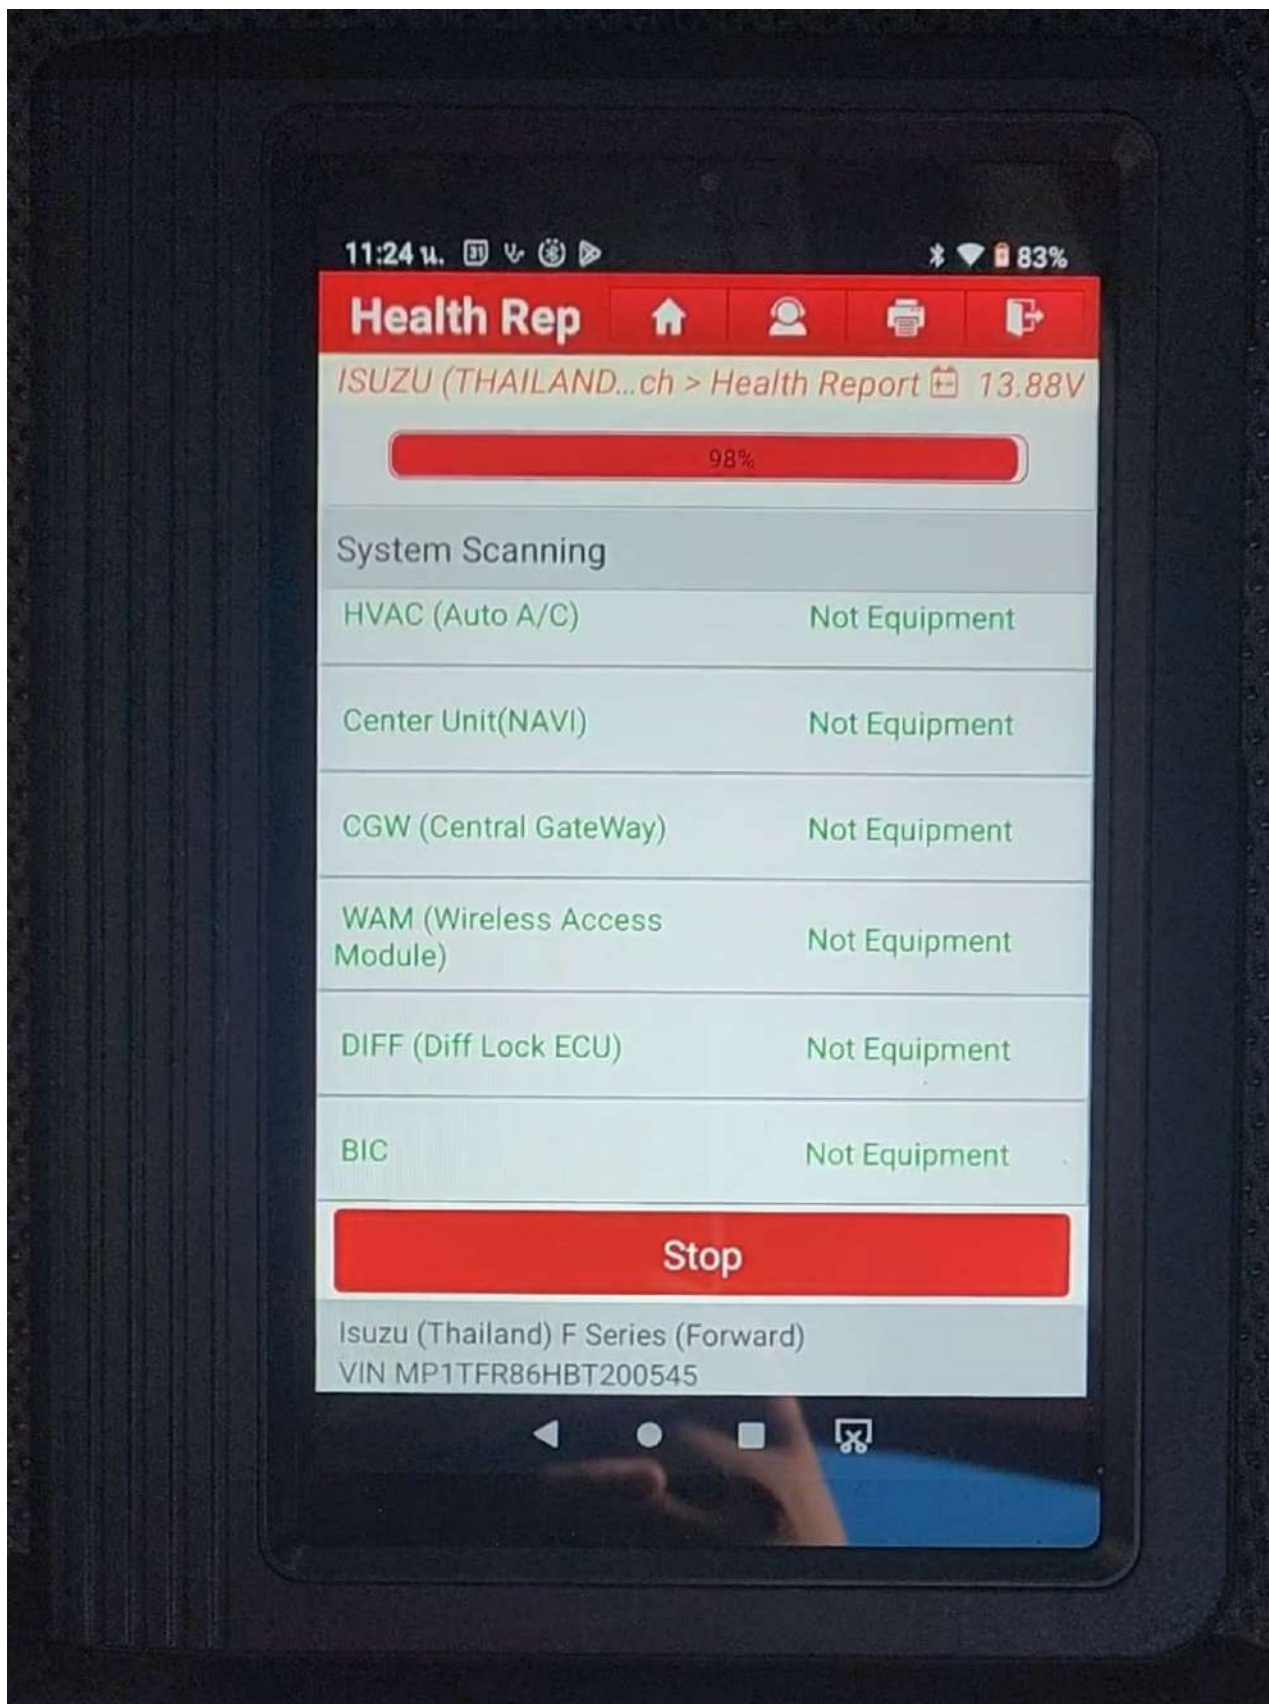 11:24 น. 31 83%
Health Rep
ISUZU (THAILAND...ch > Health Report 13.88V
98%
System Scanning
HVAC (Auto A/C) Not Equipment
Center Unit(NAVI) Not Equipment
CGW (Central GateWay) Not Equipment
WAM (Wireless Access
Module) Not Equipment
DIFF (Diff Lock ECU) Not Equipment
BIC Not Equipment
Stop
Isuzu (Thailand) F Series (Forward)
VIN MP1TFR86HBT200545